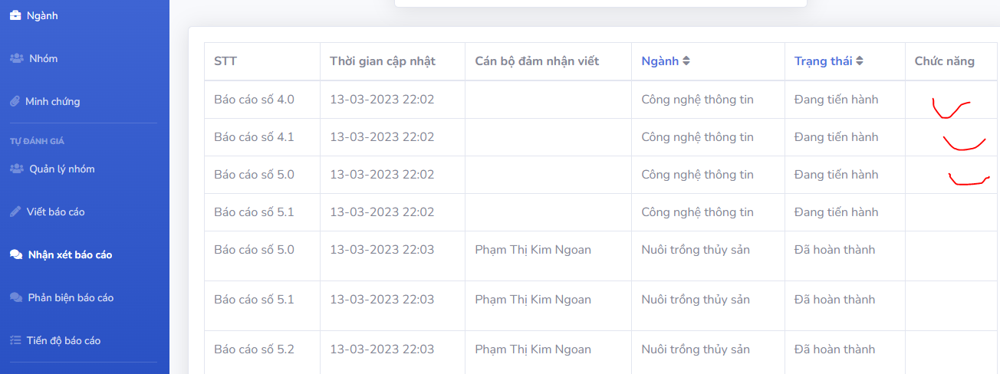 Ngành
Nhóm
Minh chứng
TỰ ĐÁNH GIÁ
Quản lý nhóm
Viết báo cáo
Nhận xét báo cáo
Phản biện báo cáo
Tiến độ báo cáo
STT Thời gian cập nhật Cán bộ đảm nhận viết Ngành Trạng thái Chức năng
Báo cáo số 4.0 13-03-2023 22:02 Công nghệ thông tin Đang tiến hành
Báo cáo số 4.1 13-03-2023 22:02 Công nghệ thông tin Đang tiến hành
Báo cáo số 5.0 13-03-2023 22:02 Công nghệ thông tin Đang tiến hành
Báo cáo số 5.1 13-03-2023 22:02 Công nghệ thông tin Đang tiến hành
Báo cáo số 5.0 13-03-2023 22:03 Phạm Thị Kim Ngoan Nuôi trồng thủy sản Đã hoàn thành
Báo cáo số 5.1 13-03-2023 22:03 Phạm Thị Kim Ngoan Nuôi trồng thủy sản Đã hoàn thành
Báo cáo số 5.2 13-03-2023 22:03 Phạm Thị Kim Ngoan Nuôi trồng thủy sản Đã hoàn thành